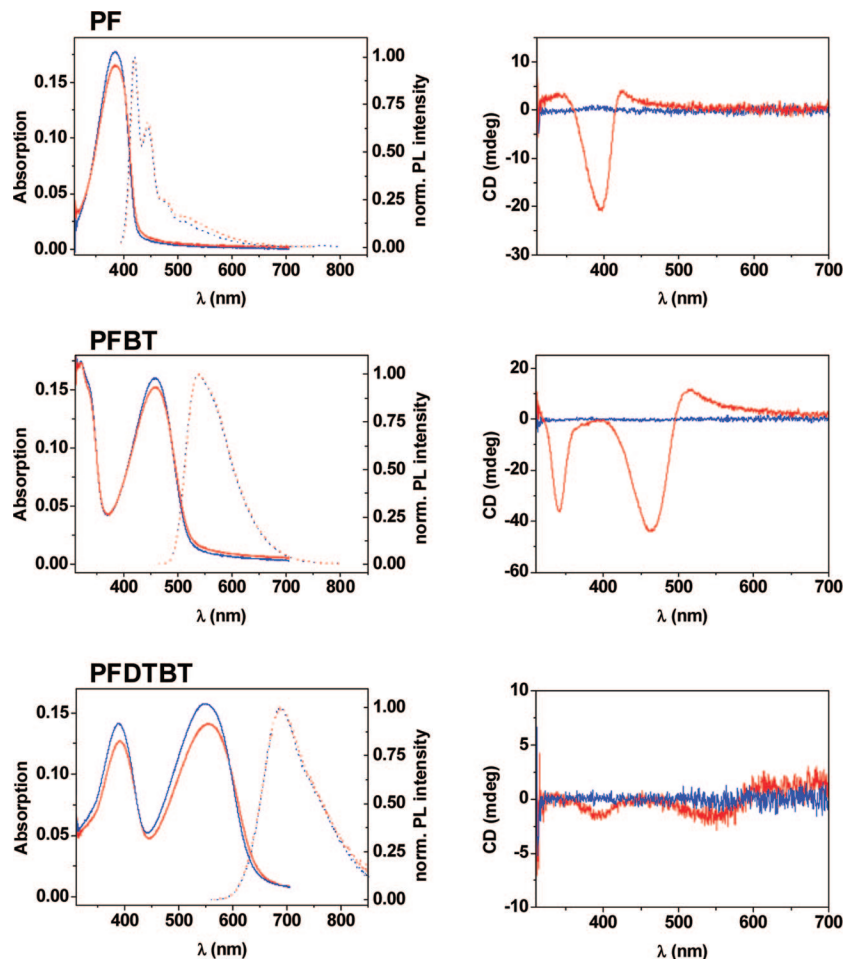 PF
0.15
0.10
0.05
0.00
Absorption
1.00
0.75
0.50
0.25
0.00
norm. PL intensity
400 500 600 700 800
λ (nm)
15
0
-10
-20
-30
CD (mdeg)
400 500 600 700
λ (nm)
PFBT
0.15
0.10
0.05
0.00
Absorption
1.00
0.75
0.50
0.25
0.00
norm. PL intensity
400 500 600 700 800
λ (nm)
20
0
-20
-40
-60
CD (mdeg)
400 500 600 700
λ (nm)
PFDTBT
0.15
0.10
0.05
0.00
Absorption
1.00
0.75
0.50
0.25
0.00
norm. PL intensity
400 500 600 700 800
λ (nm)
10
5
0
-5
-10
CD (mdeg)
400 500 600 700
λ (nm)